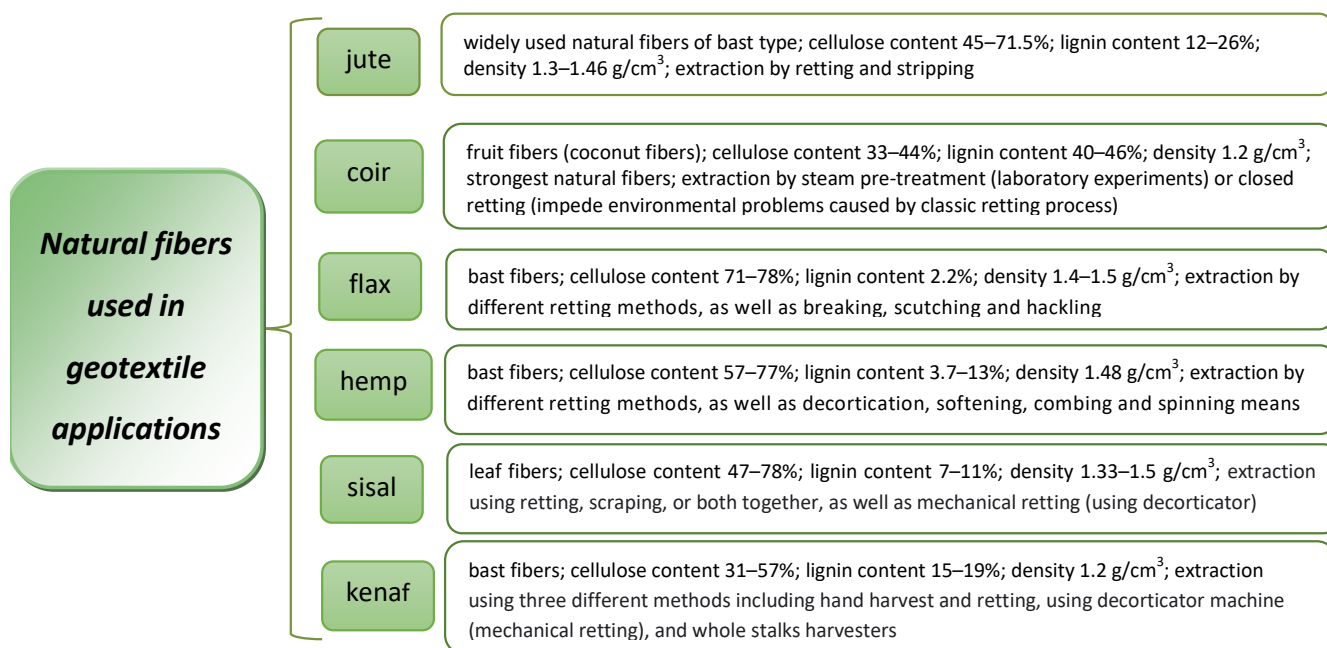 Natural fibers
used in
geotextile
applications
jute
widely used natural fibers of bast type; cellulose content 45–71.5%; lignin content 12–26%;
density 1.3–1.46 g/cm³; extraction by retting and stripping
coir
fruit fibers (coconut fibers); cellulose content 33–44%; lignin content 40–46%; density 1.2 g/cm³;
strongest natural fibers; extraction by steam pre-treatment (laboratory experiments) or closed
retting (impede environmental problems caused by classic retting process)
flax
bast fibers; cellulose content 71–78%; lignin content 2.2%; density 1.4–1.5 g/cm³; extraction by
different retting methods, as well as breaking, scutching and hackling
hemp
bast fibers; cellulose content 57–77%; lignin content 3.7–13%; density 1.48 g/cm³; extraction by
different retting methods, as well as decortication, softening, combing and spinning means
sisal
leaf fibers; cellulose content 47–78%; lignin content 7–11%; density 1.33–1.5 g/cm³; extraction
using retting, scraping, or both together, as well as mechanical retting (using decorticator)
kenaf
bast fibers; cellulose content 31–57%; lignin content 15–19%; density 1.2 g/cm³; extraction
using three different methods including hand harvest and retting, using decorticator machine
(mechanical retting), and whole stalks harvesters